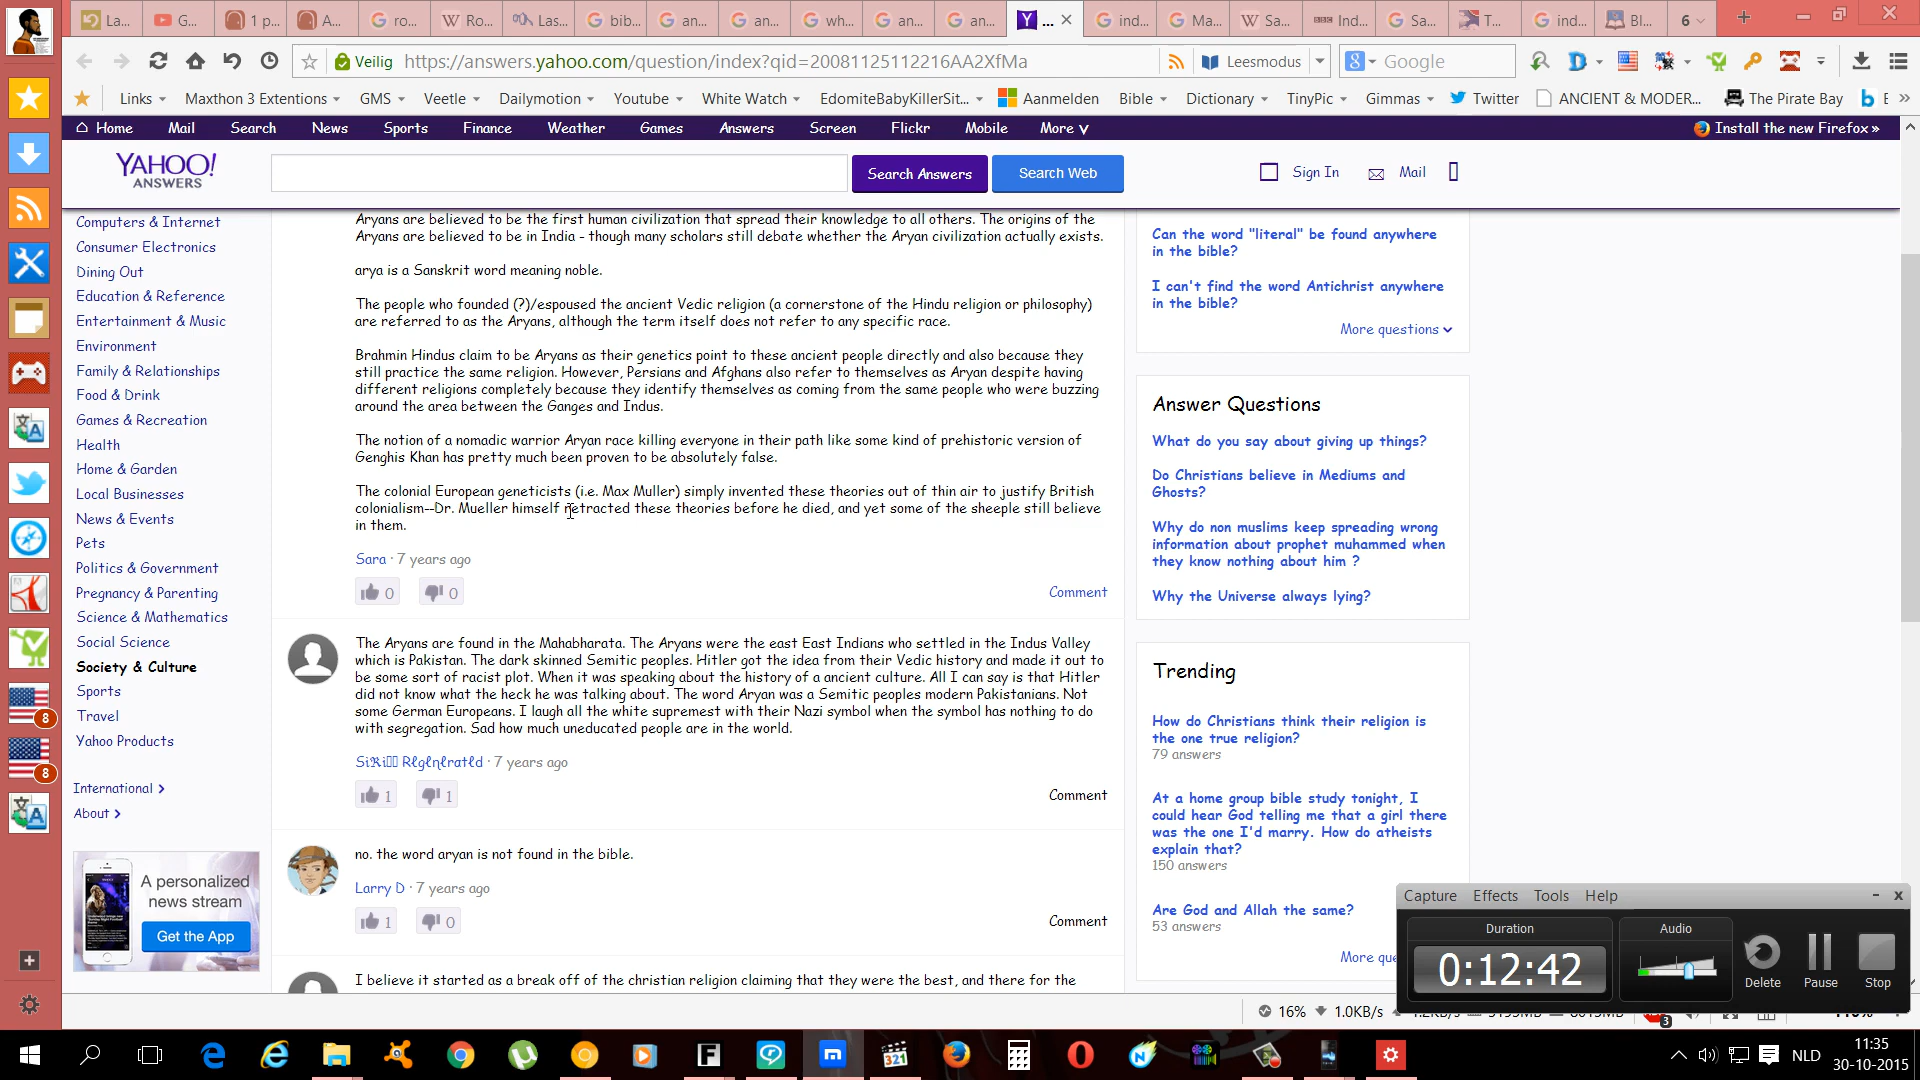 La...
G...
1 p...
A...
ro...
Ro...
Las...
bib...
an...
an...
wh...
an...
an...
...
ind...
Ma...
Sa...
Ind...
Sa...
T...
ind...
Bl...
6
Veilig
https://answers.yahoo.com/question/index?qid=20081125112216AA2XfMa
Leesmodus
Google
Links
Maxthon 3 Extentions
GMS
Veetle
Dailymotion
Youtube
White Watch
EdomiteBabyKillerSit...
Aanmelden
Bible
Dictionary
TinyPic
Gimmas
Twitter
ANCIENT & MODER...
The Pirate Bay
Home
Mail
Search
News
Sports
Finance
Weather
Games
Answers
Screen
Flickr
Mobile
More
Install the new Firefox »
YAHOO!
ANSWERS
Search Answers
Search Web
Sign In
Mail
Computers & Internet
Consumer Electronics
Dining Out
Education & Reference
Entertainment & Music
Environment
Family & Relationships
Food & Drink
Games & Recreation
Health
Home & Garden
Local Businesses
News & Events
Pets
Politics & Government
Pregnancy & Parenting
Science & Mathematics
Social Science
Society & Culture
Sports
Travel
Yahoo Products
International
About
A personalized
news stream
Get the App
Aryans are believed to be the first human civilization that spread their knowledge to all others. The origins of the
Aryans are believed to be in India - though many scholars still debate whether the Aryan civilization actually exists.
arya is a Sanskrit word meaning noble.
The people who founded (?)/espoused the ancient Vedic religion (a cornerstone of the Hindu religion or philosophy)
are referred to as the Aryans, although the term itself does not refer to any specific race.
Brahmin Hindus claim to be Aryans as their genetics point to these ancient people directly and also because they
still practice the same religion. However, Persians and Afghans also refer to themselves as Aryan despite having
different religions completely because they identify themselves as coming from the same people who were buzzing
around the area between the Ganges and Indus.
The notion of a nomadic warrior Aryan race killing everyone in their path like some kind of prehistoric version of
Genghis Khan has pretty much been proven to be absolutely false.
The colonial European geneticists (i.e. Max Muller) simply invented these theories out of thin air to justify British
colonialism--Dr. Mueller himself retracted these theories before he died, and yet some of the sheeple still believe
in them.
Sara · 7 years ago
0
0
Comment
The Aryans are found in the Mahabharata. The Aryans were the east East Indians who settled in the Indus Valley
which is Pakistan. The dark skinned Semitic peoples. Hitler got the idea from their Vedic history and made it out to
be some sort of racist plot. When it was speaking about the history of a ancient culture. All I can say is that Hitler
did not know what the heck he was talking about. The word Aryan was a Semitic peoples modern Pakistanians. Not
some German Europeans. I laugh all the white supremest with their Nazi symbol when the symbol has nothing to do
with segregation. Sad how much uneducated people are in the world.
7 years ago
1
1
Comment
no. the word aryan is not found in the bible.
Larry D · 7 years ago
1
0
Comment
I believe it started as a break off of the christian religion claiming that they were the best, and there for the
Can the word "literal" be found anywhere
in the bible?
I can't find the word Antichrist anywhere
in the bible?
More questions
Answer Questions
What do you say about giving up things?
Do Christians believe in Mediums and
Ghosts?
Why do non muslims keep spreading wrong
information about prophet muhammed when
they know nothing about him ?
Why the Universe always lying?
Trending
How do Christians think their religion is
the one true religion?
79 answers
At a home group bible study tonight, I
could hear God telling me that a girl there
was the one I'd marry. How do atheists
explain that?
150 answers
Are God and Allah the same?
53 answers
More que
Capture
Effects
Tools
Help
Duration
0:12:42
Audio
Delete
Pause
Stop
16%
1.0KB/s
8
8
3
321
NLD
11:35
30-10-2015